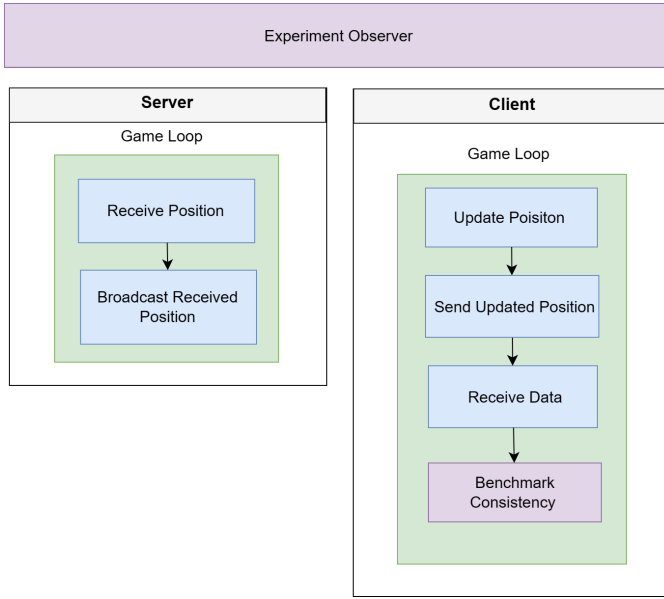 Experiment Observer
Server
Game Loop
Receive Position
Broadcast Received
Position
Client
Game Loop
Update Poisiton
Send Updated Position
Receive Data
Benchmark
Consistency